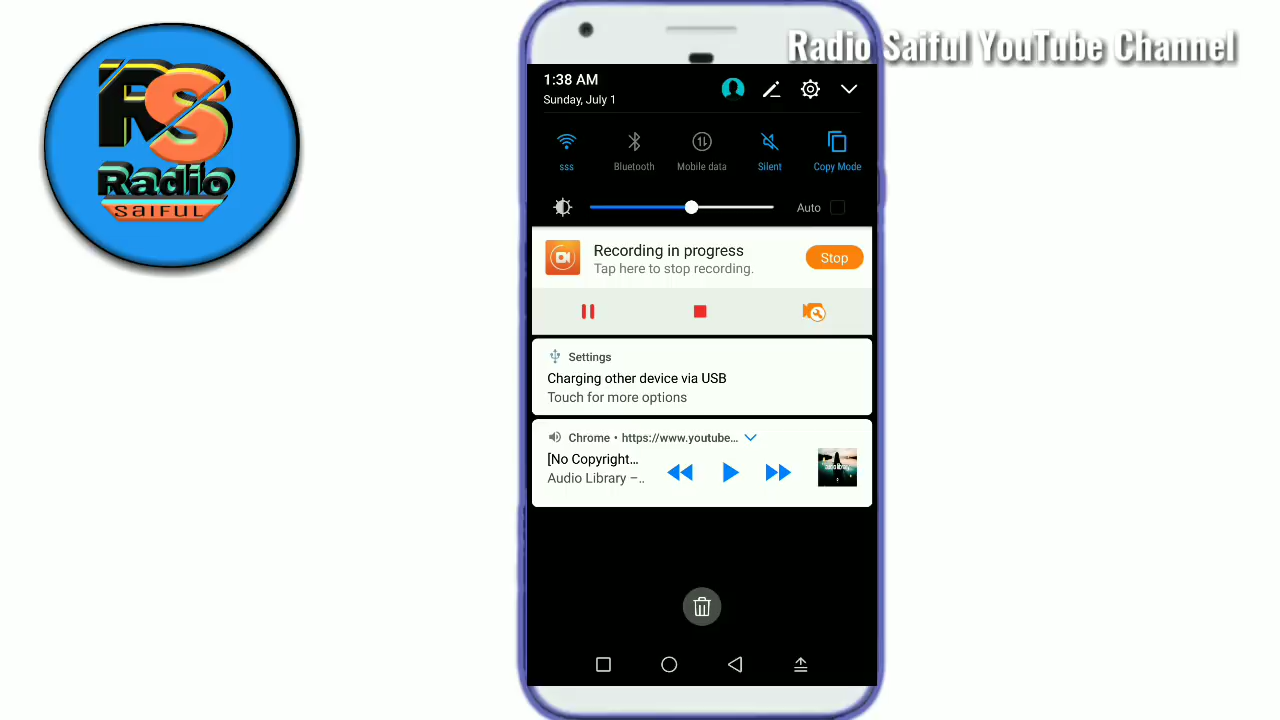 Radio Saiful YouTube Channel
RS
Radio
SAIFUL
1:38 AM
Sunday, July 1
sss
Bluetooth
Mobile data
Silent
Copy Mode
Auto
Recording in progress
Tap here to stop recording.
Stop
Settings
Charging other device via USB
Touch for more options
Chrome • https://www.youtube...
[No Copyright...
Audio Library –..